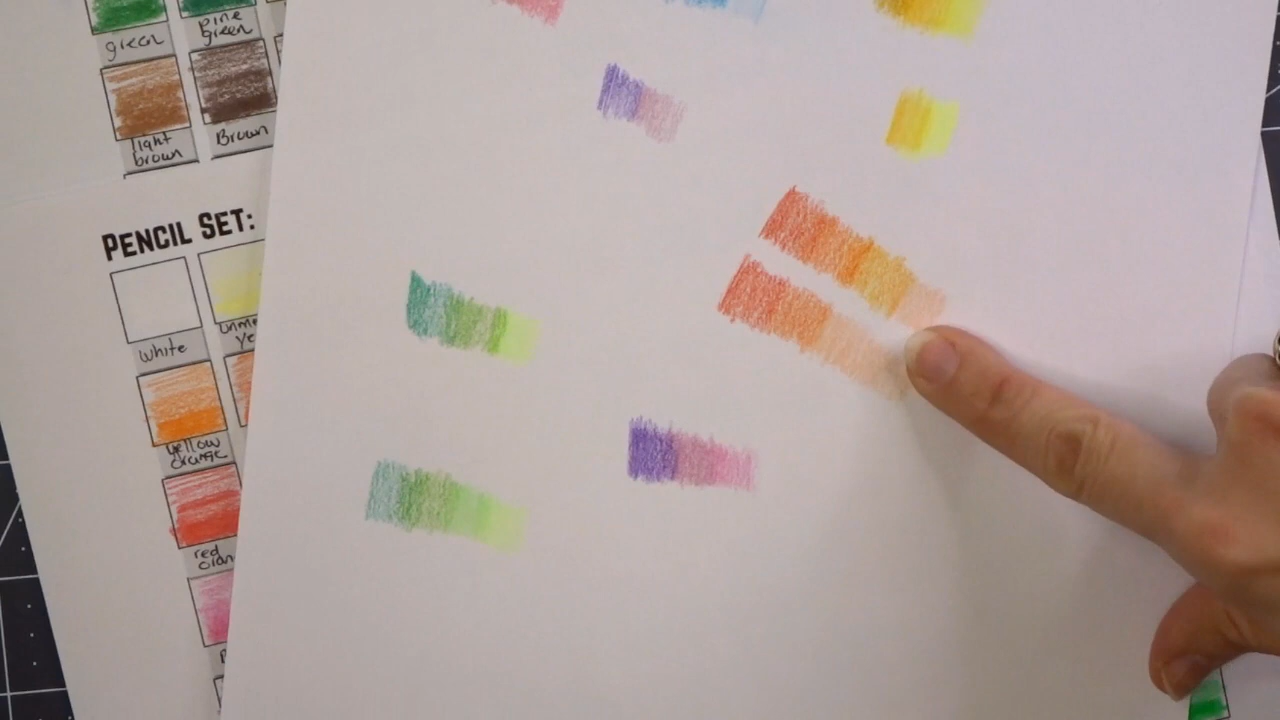 green
pine
green
light
brown
Brown
PENCIL SET:
white
yellow
orange
red